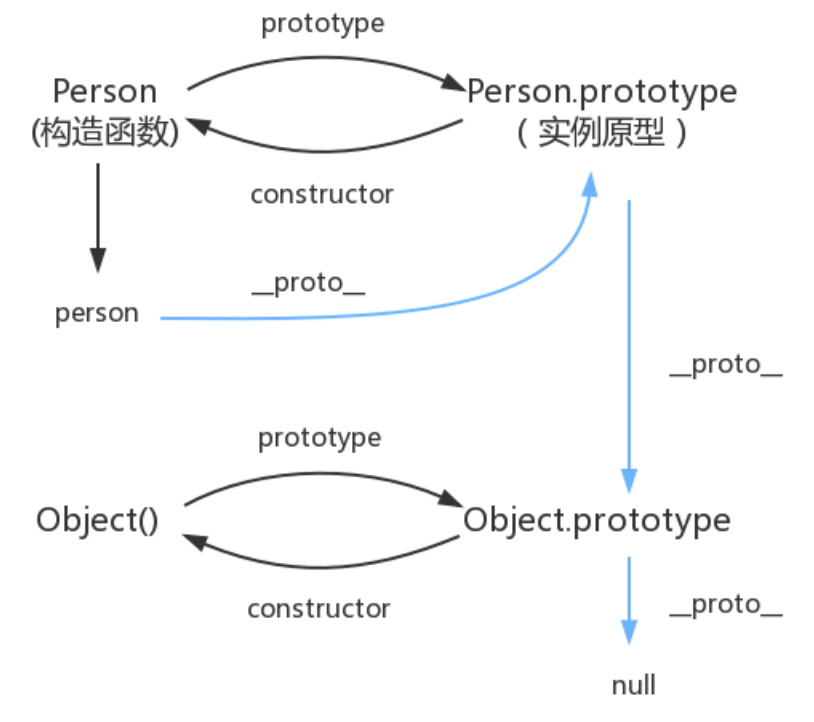 prototype
Person
Person.prototype
(构造函数)
（实例原型）
constructor
__proto__
person
__proto__
prototype
Object()
Object.prototype
constructor
__proto__
null